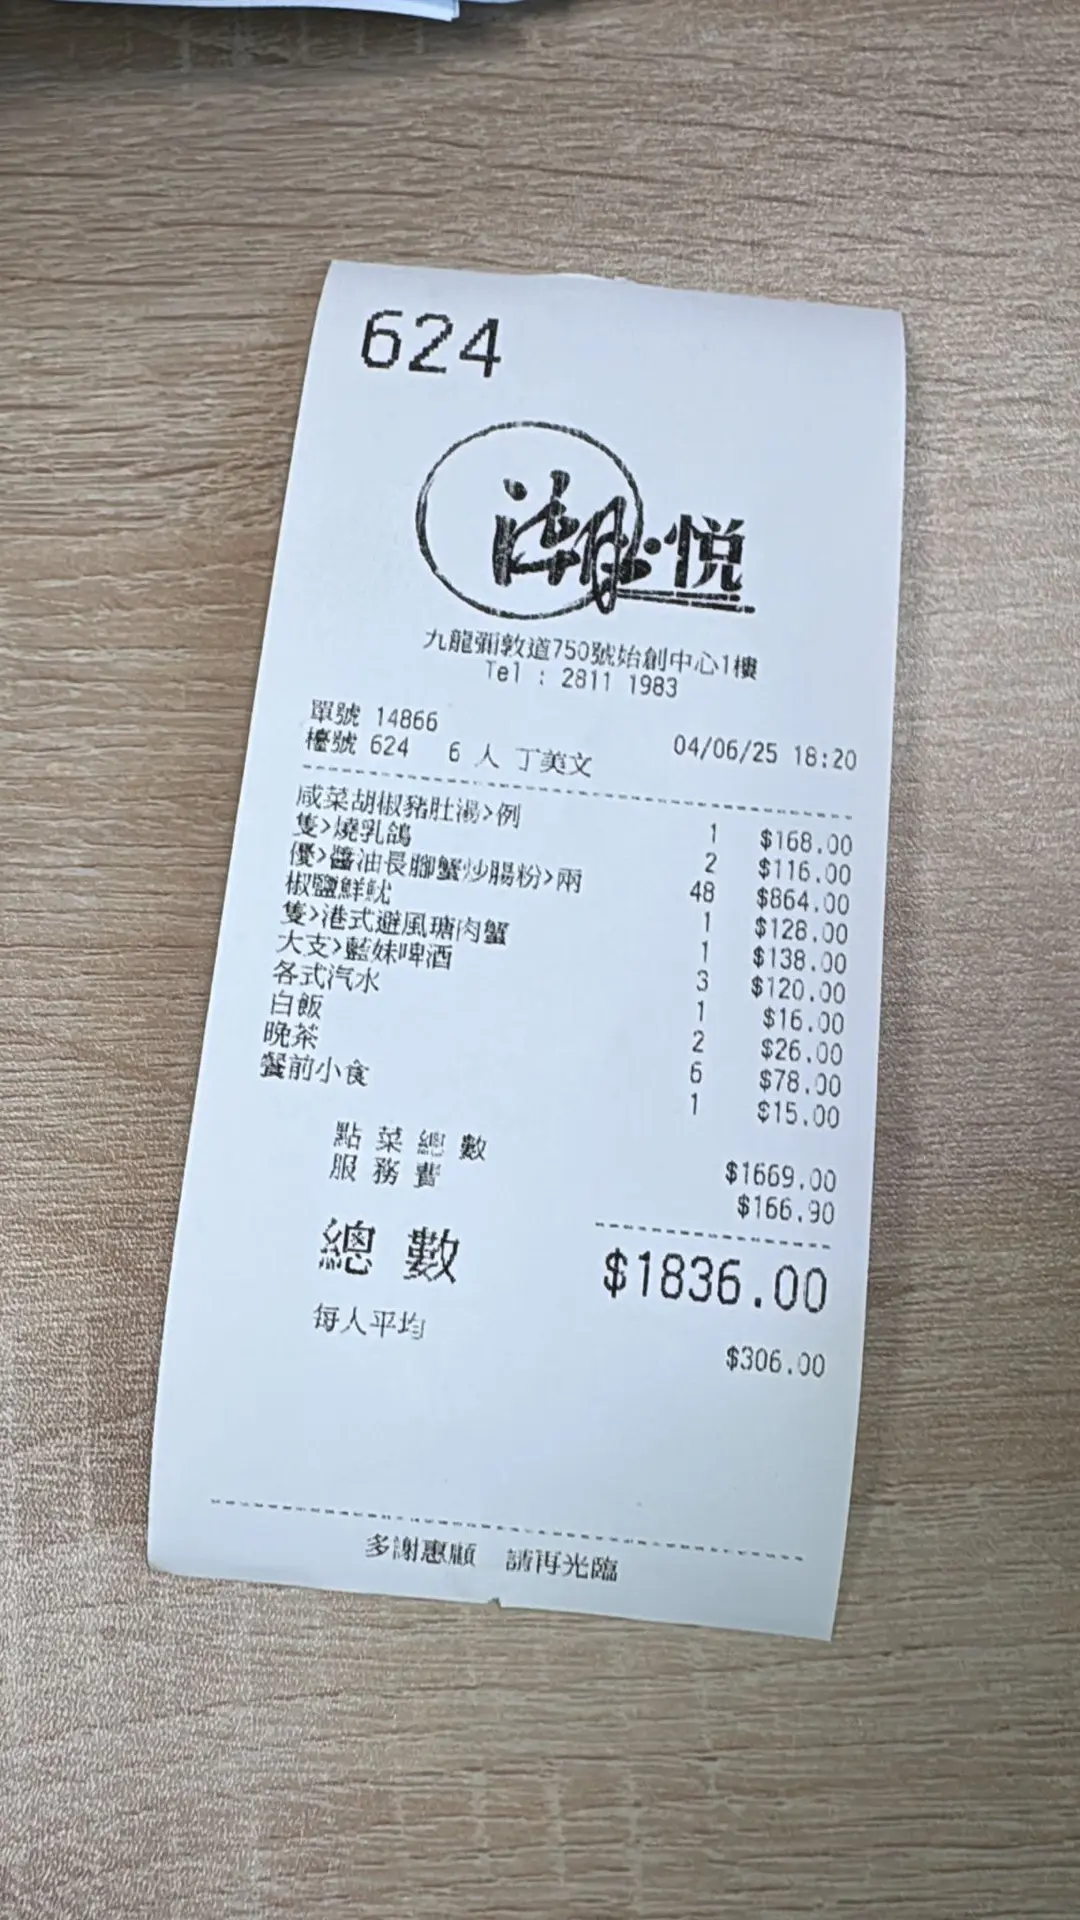 624
潮悅
九龍彌敦道750號始創中心1樓
Tel : 2811 1983
單號 14866
檯號 624 6 人 丁美文 04/06/25 18:20
咸菜胡椒豬肚湯>例 1 $168.00
隻>燒乳鴿 2 $116.00
優>醬油長腳蟹炒腸粉>兩 48 $864.00
椒鹽鮮魷 1 $128.00
隻>港式避風塘肉蟹 1 $138.00
大支>藍妹啤酒 3 $120.00
各式汽水 1 $16.00
白飯 2 $26.00
晚茶 6 $78.00
餐前小食 1 $15.00
點菜總數 $1669.00
服務費 $166.90
總數 $1836.00
每人平均 $306.00
多謝惠顧 請再光臨